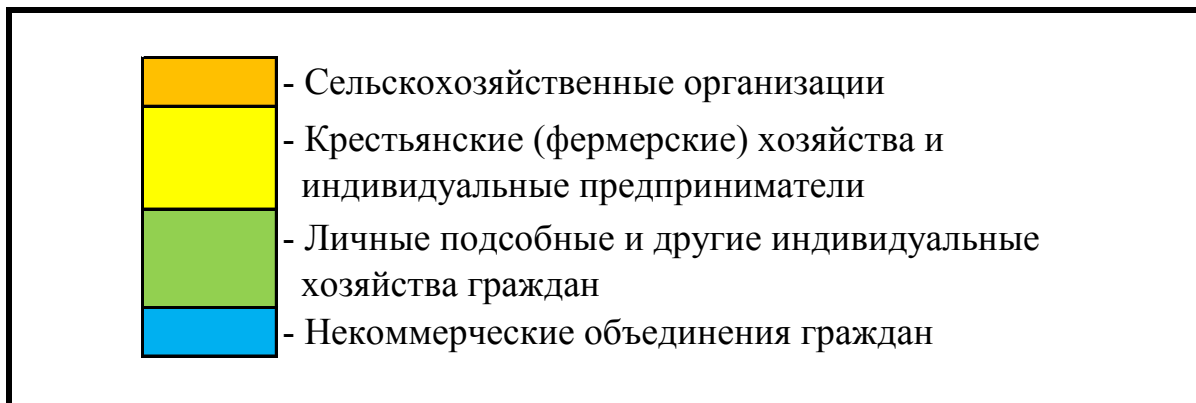 - Сельскохозяйственные организации
- Крестьянские (фермерские) хозяйства и
индивидуальные предприниматели
- Личные подсобные и другие индивидуальные
хозяйства граждан
- Некоммерческие объединения граждан